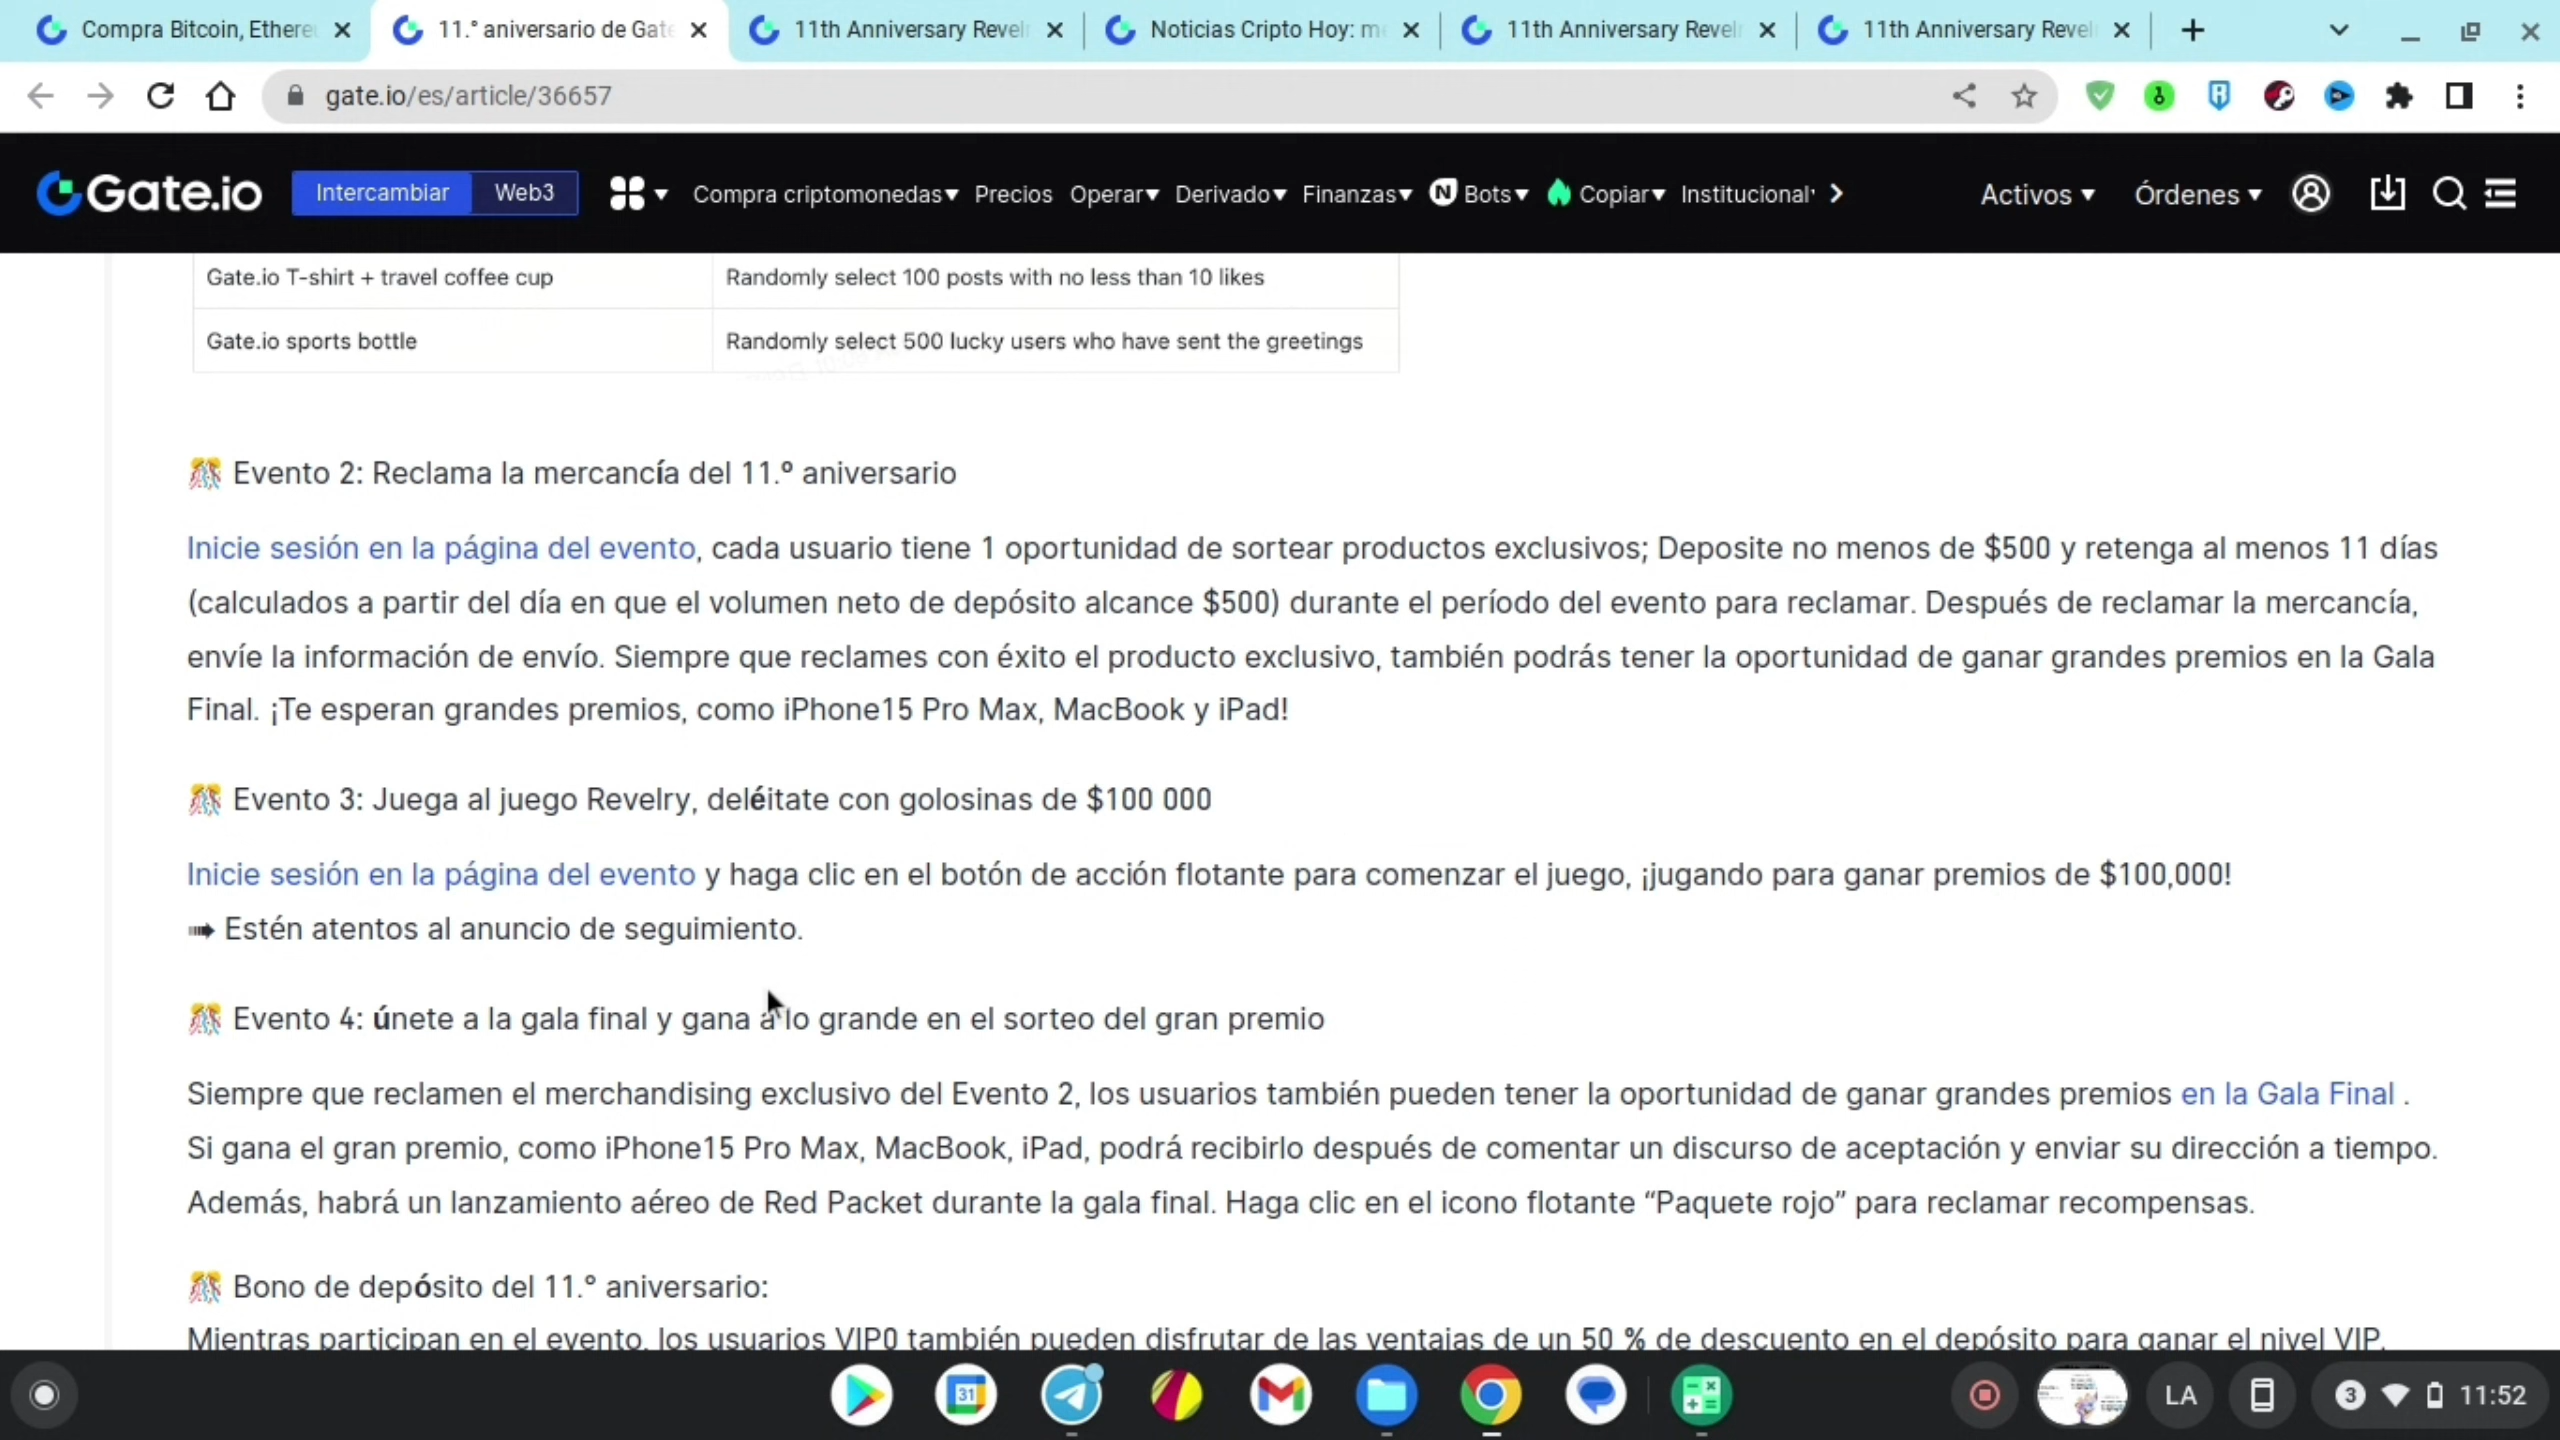 Compra Bitcoin, Ethere
11.° aniversario de Gate
11th Anniversary Revel
Noticias Cripto Hoy: m
11th Anniversary Revel
11th Anniversary Revel
gate.io/es/article/36657
Gate.io
Intercambiar
Web3
Compra criptomonedas
Precios
Operar
Derivado
Finanzas
Bots
Copiar
Institucional
Activos
Órdenes
Gate.io T-shirt + travel coffee cup
Randomly select 100 posts with no less than 10 likes
Gate.io sports bottle
Randomly select 500 lucky users who have sent the greetings
🎊 Evento 2: Reclama la mercancía del 11.º aniversario
Inicie sesión en la página del evento, cada usuario tiene 1 oportunidad de sortear productos exclusivos; Deposite no menos de $500 y retenga al menos 11 días
(calculados a partir del día en que el volumen neto de depósito alcance $500) durante el período del evento para reclamar. Después de reclamar la mercancía,
envíe la información de envío. Siempre que reclames con éxito el producto exclusivo, también podrás tener la oportunidad de ganar grandes premios en la Gala
Final. ¡Te esperan grandes premios, como iPhone15 Pro Max, MacBook y iPad!
🎊 Evento 3: Juega al juego Revelry, deléitate con golosinas de $100 000
Inicie sesión en la página del evento y haga clic en el botón de acción flotante para comenzar el juego, ¡jugando para ganar premios de $100,000!
➠ Estén atentos al anuncio de seguimiento.
🎊 Evento 4: únete a la gala final y gana a lo grande en el sorteo del gran premio
Siempre que reclamen el merchandising exclusivo del Evento 2, los usuarios también pueden tener la oportunidad de ganar grandes premios en la Gala Final .
Si gana el gran premio, como iPhone15 Pro Max, MacBook, iPad, podrá recibirlo después de comentar un discurso de aceptación y enviar su dirección a tiempo.
Además, habrá un lanzamiento aéreo de Red Packet durante la gala final. Haga clic en el icono flotante “Paquete rojo” para reclamar recompensas.
🎊 Bono de depósito del 11.° aniversario:
Mientras participan en el evento, los usuarios VIP0 también pueden disfrutar de las ventajas de un 50 % de descuento en el depósito para ganar el nivel VIP.
31
LA
3
11:52